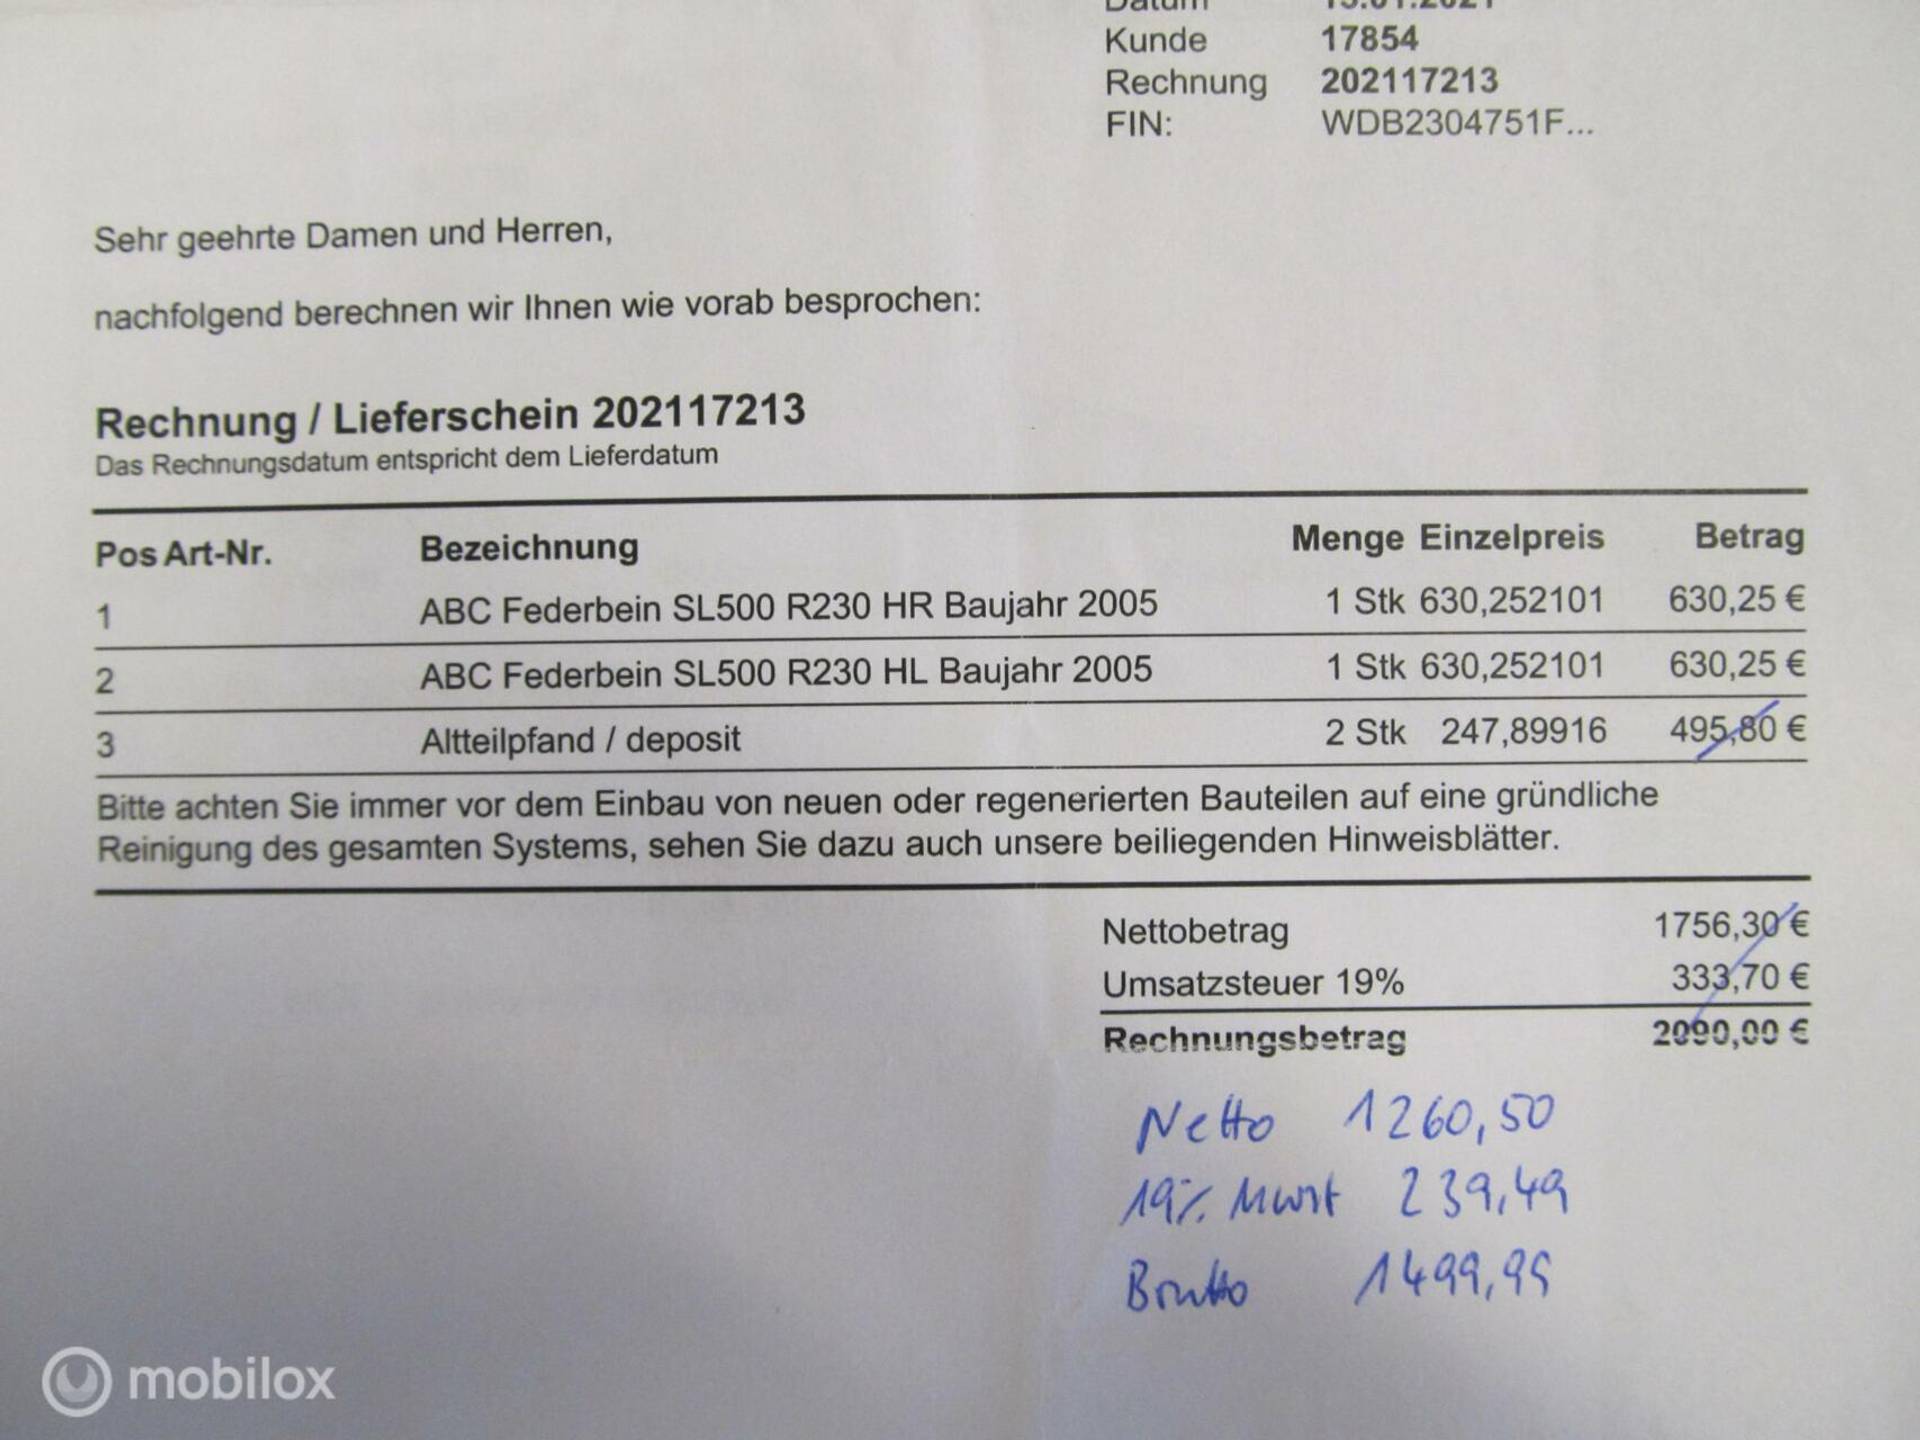 Datum 15.01.2021
Kunde 17854
Rechnung 202117213
FIN: WDB2304751F...
Sehr geehrte Damen und Herren,
nachfolgend berechnen wir Ihnen wie vorab besprochen:
Rechnung / Lieferschein 202117213
Das Rechnungsdatum entspricht dem Lieferdatum
Pos Art-Nr. Bezeichnung Menge Einzelpreis Betrag
1 ABC Federbein SL500 R230 HR Baujahr 2005 1 Stk 630,252101 630,25 €
2 ABC Federbein SL500 R230 HL Baujahr 2005 1 Stk 630,252101 630,25 €
3 Altteilpfand / deposit 2 Stk 247,89916 495,80 €
Bitte achten Sie immer vor dem Einbau von neuen oder regenerierten Bauteilen auf eine gründliche
Reinigung des gesamten Systems, sehen Sie dazu auch unsere beiliegenden Hinweisblätter.
Nettobetrag 1756,30 €
Umsatzsteuer 19% 333,70 €
Rechnungsbetrag 2090,00 €
Netto 1260,50
19% Mwst 239,49
Brutto 1499,99
mobilox